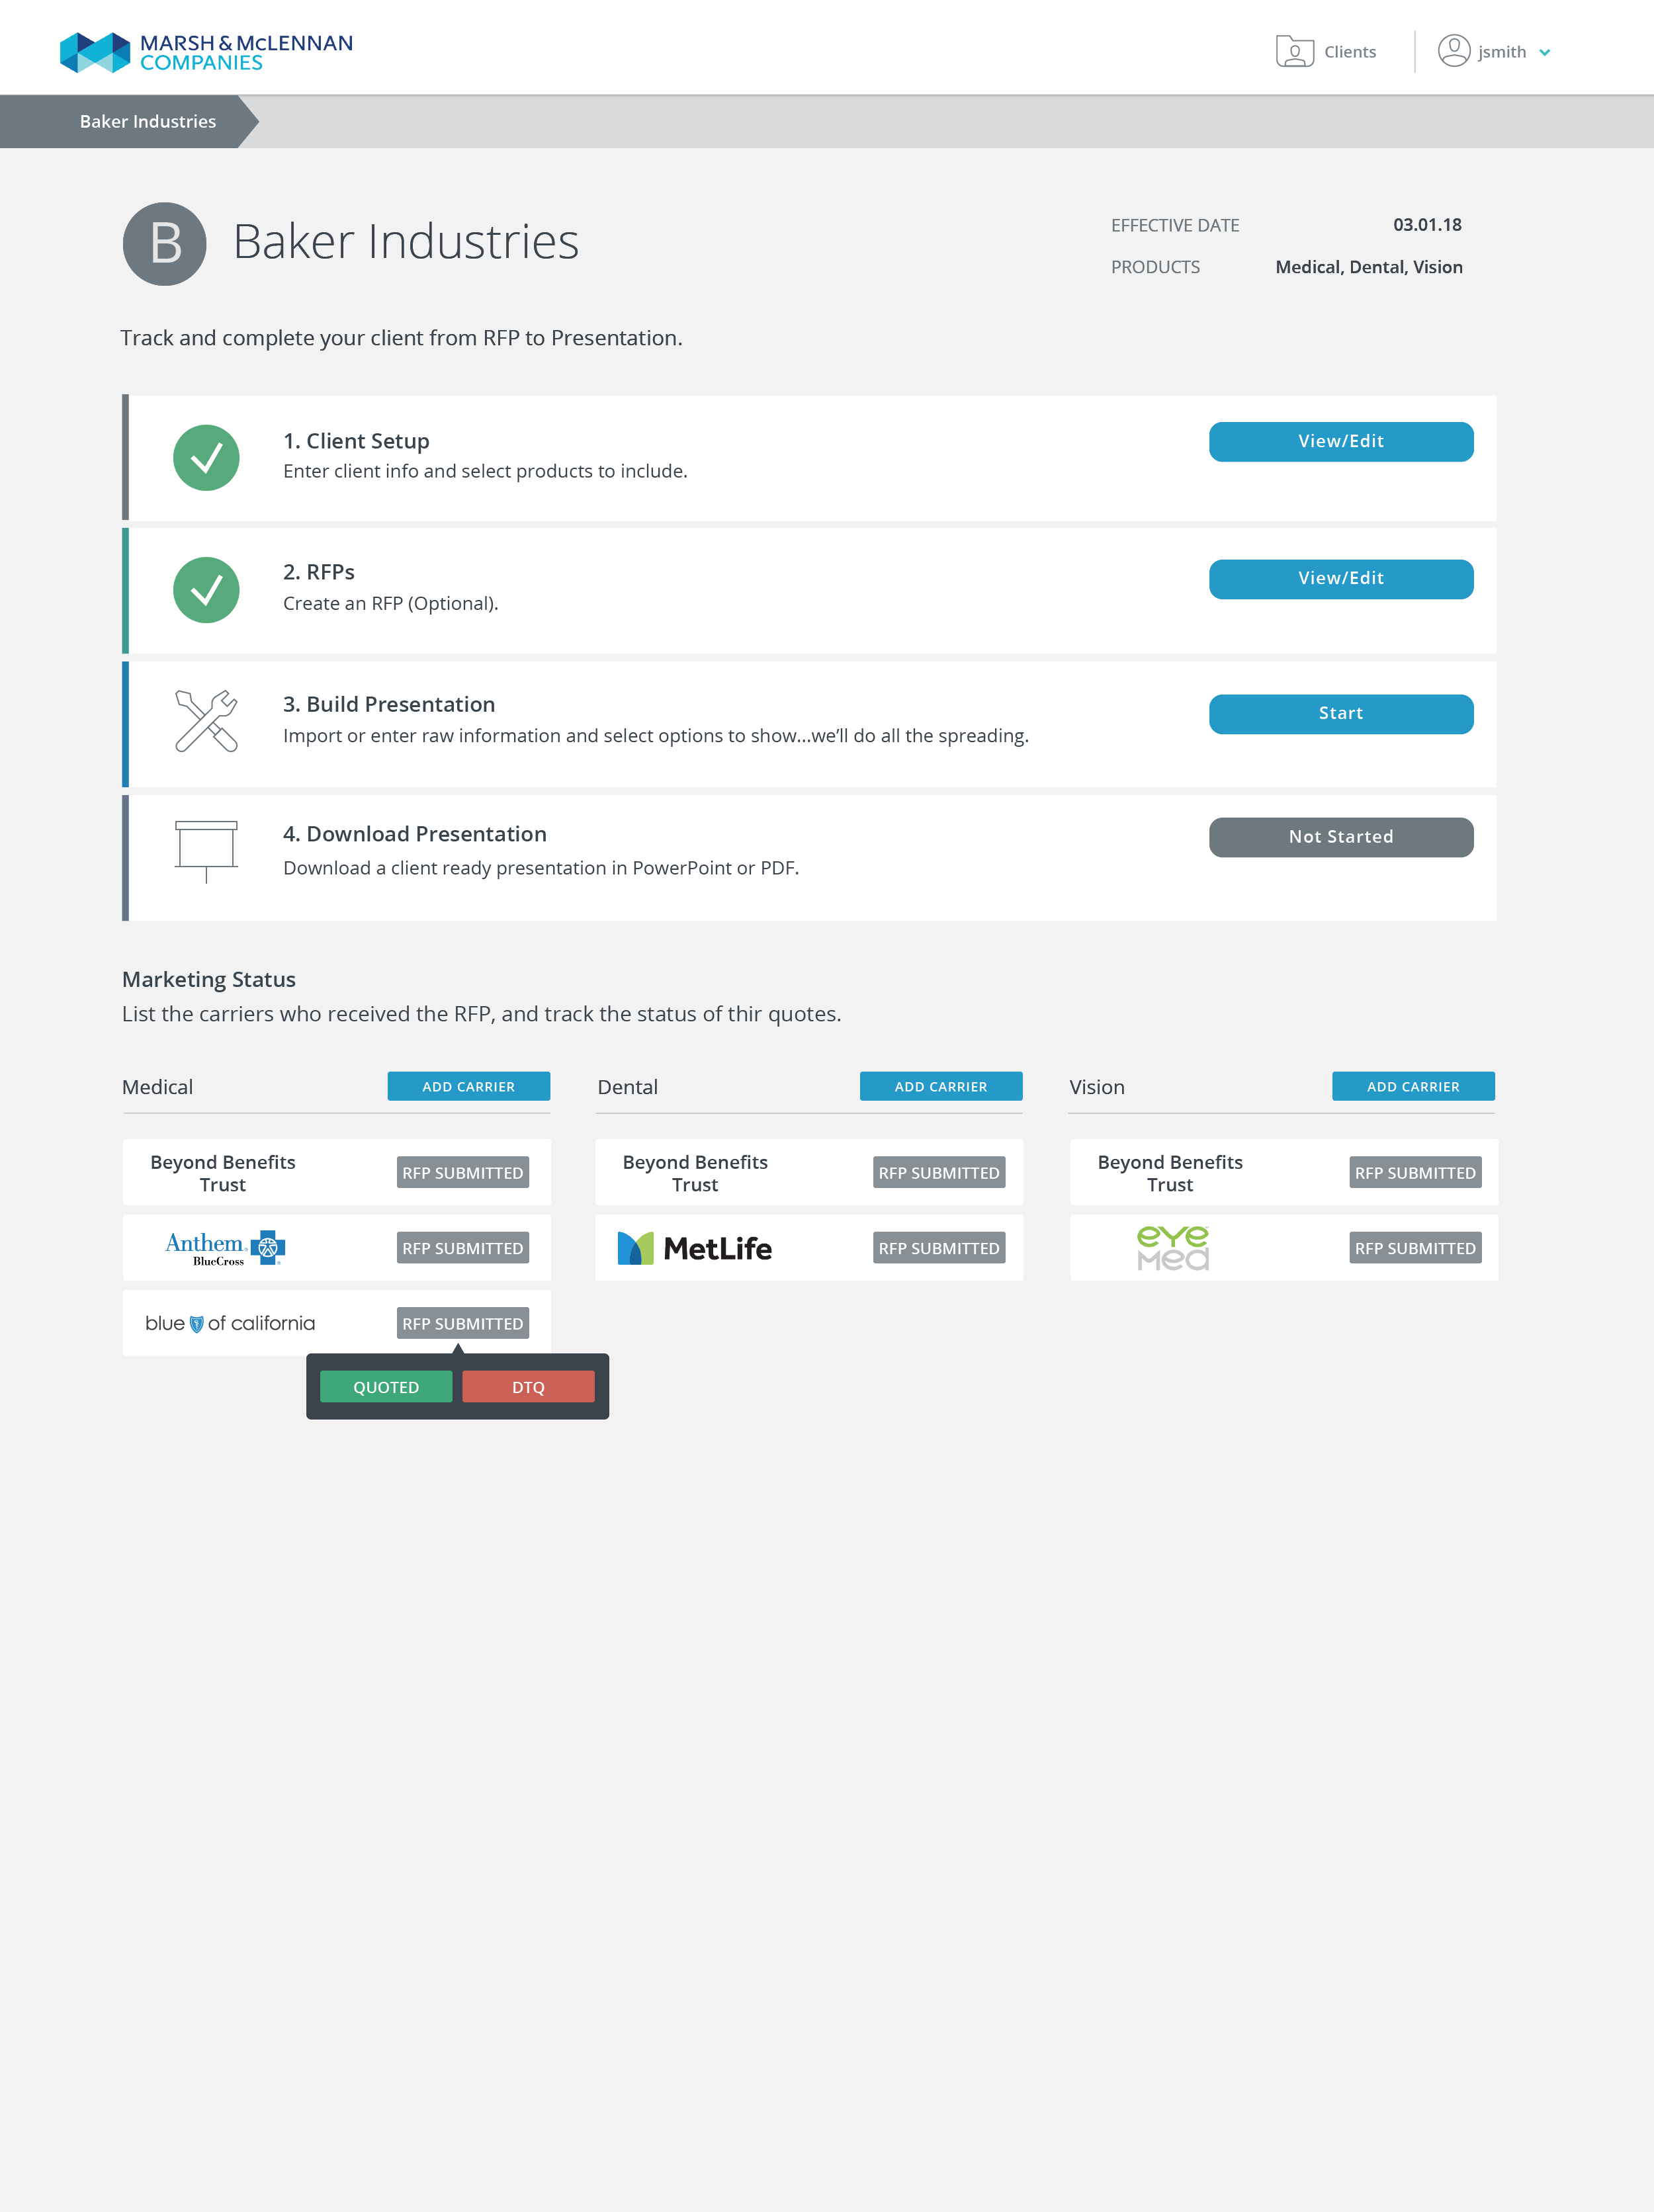 MARSH & McLENNAN
COMPANIES
Clients
jsmith
Baker Industries
B
Baker Industries
EFFECTIVE DATE 03.01.18
PRODUCTS Medical, Dental, Vision
Track and complete your client from RFP to Presentation.
1. Client Setup
Enter client info and select products to include.
View/Edit
2. RFPs
Create an RFP (Optional).
View/Edit
3. Build Presentation
Import or enter raw information and select options to show...we’ll do all the spreading.
Start
4. Download Presentation
Download a client ready presentation in PowerPoint or PDF.
Not Started
Marketing Status
List the carriers who received the RFP, and track the status of thir quotes.
Medical
ADD CARRIER
Beyond Benefits
Trust
RFP SUBMITTED
Anthem
BlueCross
RFP SUBMITTED
blue of california
RFP SUBMITTED
QUOTED
DTQ
Dental
ADD CARRIER
Beyond Benefits
Trust
RFP SUBMITTED
MetLife
RFP SUBMITTED
Vision
ADD CARRIER
Beyond Benefits
Trust
RFP SUBMITTED
eye
med
RFP SUBMITTED